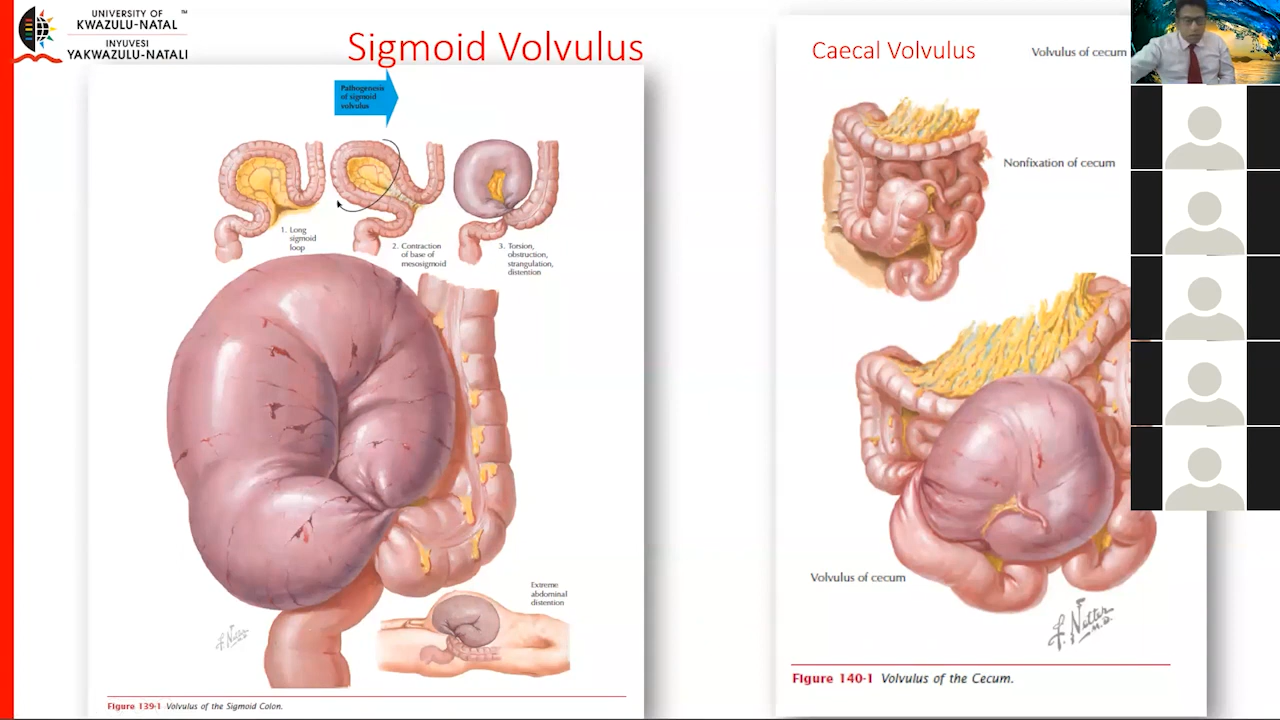 UNIVERSITY OF ™
KWAZULU-NATAL
INYUVESI
YAKWAZULU-NATALI
Sigmoid Volvulus
Pathogenesis
of sigmoid
volvulus
1. Long
sigmoid
loop
2. Contraction
of base of
mesosigmoid
3. Torsion,
obstruction,
strangulation,
distention
Extreme
abdominal
distention
F. Netter
M.D.
Figure 139-1 Volvulus of the Sigmoid Colon.
Caecal Volvulus
Volvulus of cecum
Nonfixation of cecum
Volvulus of cecum
F. Netter
M.D.
Figure 140-1 Volvulus of the Cecum.